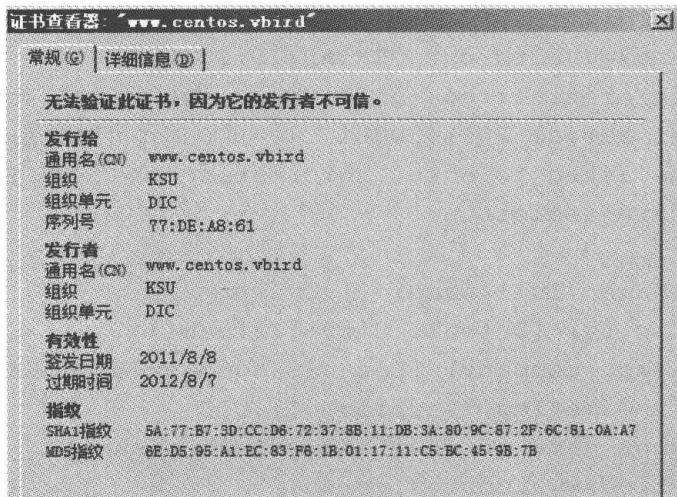 证书查看器:"www.centos.vbird"
常规(G) 详细信息(D)
无法验证此证书，因为它的发行者不可信。
发行给
通用名(CN) www.centos.vbird
组织 KSU
组织单元 DIC
序列号 77:DE:A8:61
发行者
通用名(CN) www.centos.vbird
组织 KSU
组织单元 DIC
有效性
签发日期 2011/8/8
过期时间 2012/8/7
指纹
SHA1指纹 5A:77:B7:3D:CC:D6:72:37:8B:11:DB:3A:80:9C:87:2F:6C:81:0A:A7
MD5指纹 6E:D5:95:A1:EC:83:F6:1B:01:17:11:C5:BC:45:9B:7B